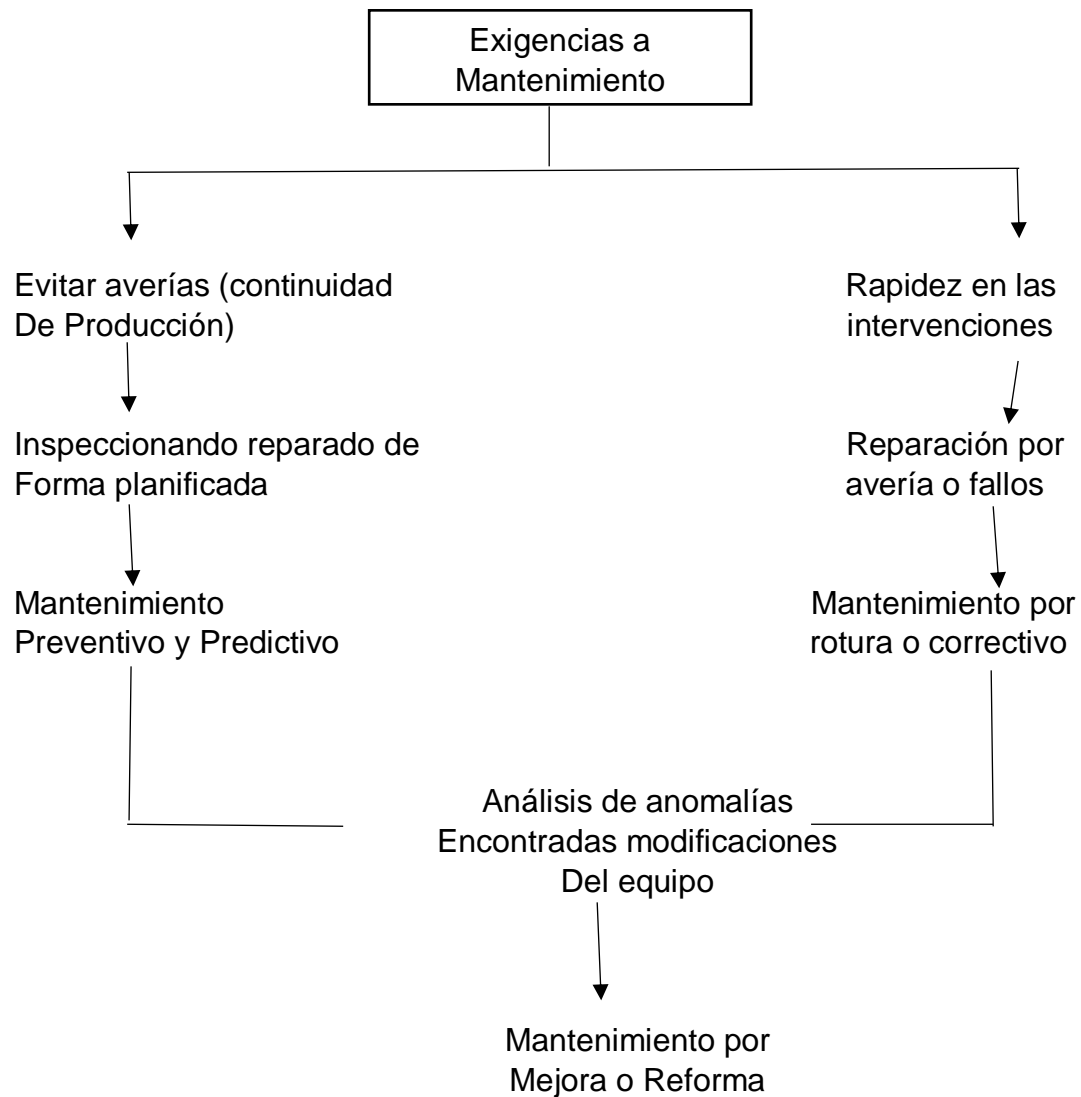 Exigencias a
Mantenimiento
Evitar averías (continuidad
De Producción)
Rapidez en las
intervenciones
Inspeccionando reparado de
Forma planificada
Reparación por
avería o fallos
Mantenimiento
Preventivo y Predictivo
Mantenimiento por
rotura o correctivo
Análisis de anomalías
Encontradas modificaciones
Del equipo
Mantenimiento por
Mejora o Reforma